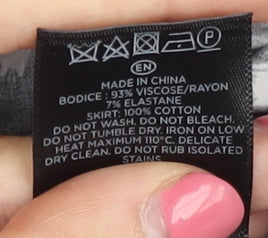 P
EN
MADE IN CHINA
BODICE: 93% VISCOSE/RAYON
7% ELASTANE
SKIRT: 100% COTTON
DO NOT WASH. DO NOT BLEACH.
DO NOT TUMBLE DRY. IRON ON LOW
HEAT MAXIMUM 110°C. DELICATE
DRY CLEAN. DO NOT RUB ISOLATED
STAINS